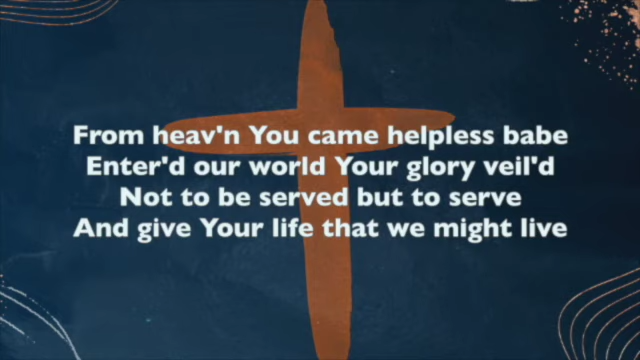 From heav'n You came helpless babe
Enter'd our world Your glory veil'd
Not to be served but to serve
And give Your life that we might live